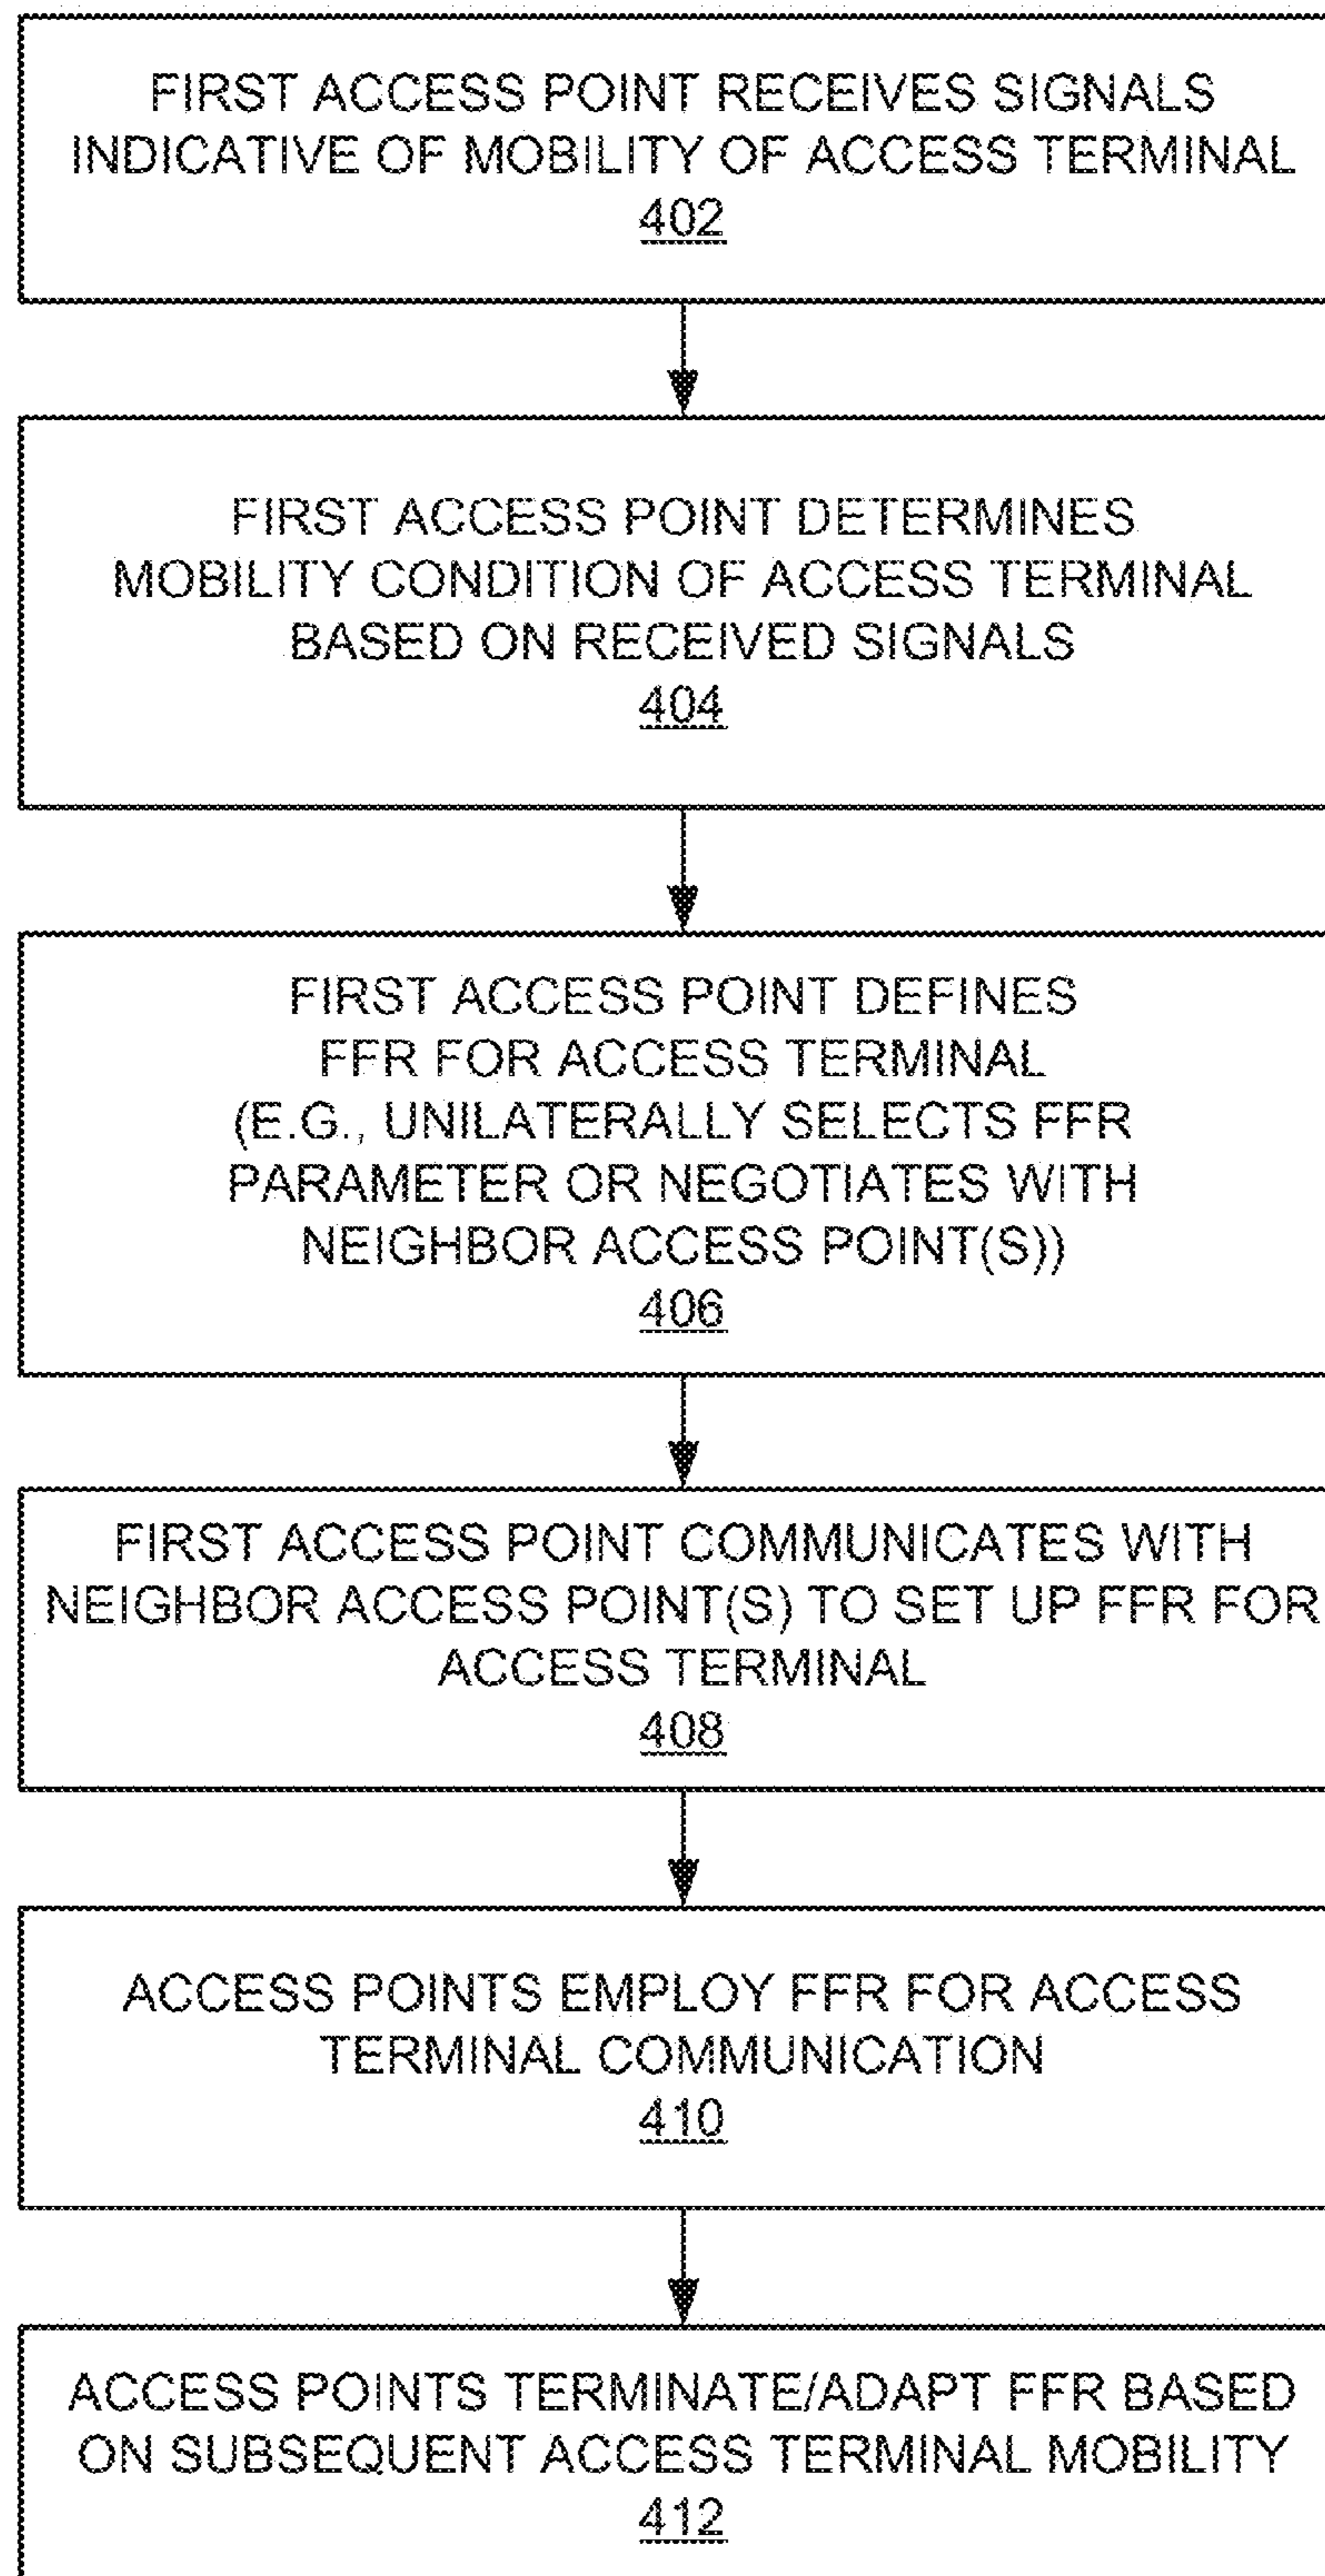 FIRST ACCESS POINT RECEIVES SIGNALS
INDICATIVE OF MOBILITY OF ACCESS TERMINAL
402
FIRST ACCESS POINT DETERMINES
MOBILITY CONDITION OF ACCESS TERMINAL
BASED ON RECEIVED SIGNALS
404
FIRST ACCESS POINT DEFINES
FFR FOR ACCESS TERMINAL
(E.G., UNILATERALLY SELECTS FFR
PARAMETER OR NEGOTIATES WITH
NEIGHBOR ACCESS POINT(S))
406
FIRST ACCESS POINT COMMUNICATES WITH
NEIGHBOR ACCESS POINT(S) TO SET UP FFR FOR
ACCESS TERMINAL
408
ACCESS POINTS EMPLOY FFR FOR ACCESS
TERMINAL COMMUNICATION
410
ACCESS POINTS TERMINATE/ADAPT FFR BASED
ON SUBSEQUENT ACCESS TERMINAL MOBILITY
412